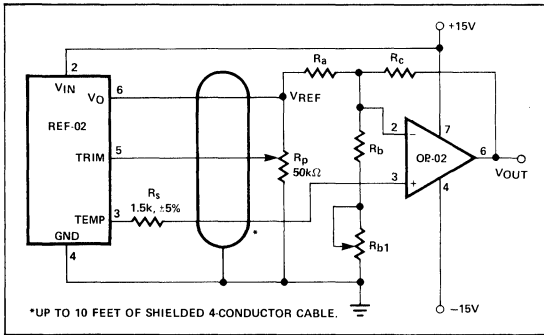 +15V
2
VIN
VO
6
REF-02
TRIM
5
TEMP
3
GND
4
Rs
1.5k, ±5%
*
VREF
Rp
50kΩ
Ra
Rc
Rb
Rb1
2
−
OP-02
3
+
7
6
4
VOUT
−15V
*UP TO 10 FEET OF SHIELDED 4-CONDUCTOR CABLE.